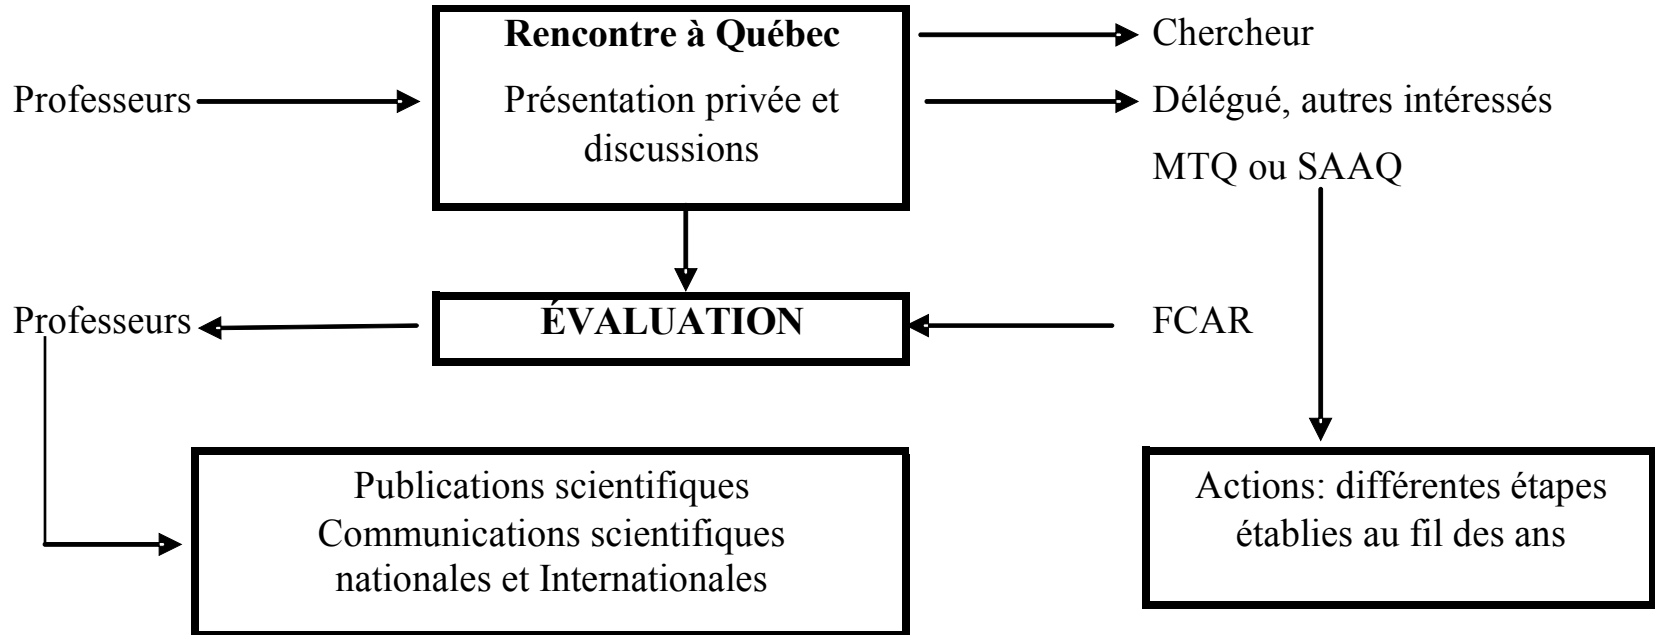 Rencontre à Québec
Chercheur
Professeurs
Présentation privée et
discussions
Délégué, autres intéressés
MTQ ou SAAQ
Professeurs
ÉVALUATION
FCAR
Publications scientifiques
Communications scientifiques
nationales et Internationales
Actions: différentes étapes
établies au fil des ans